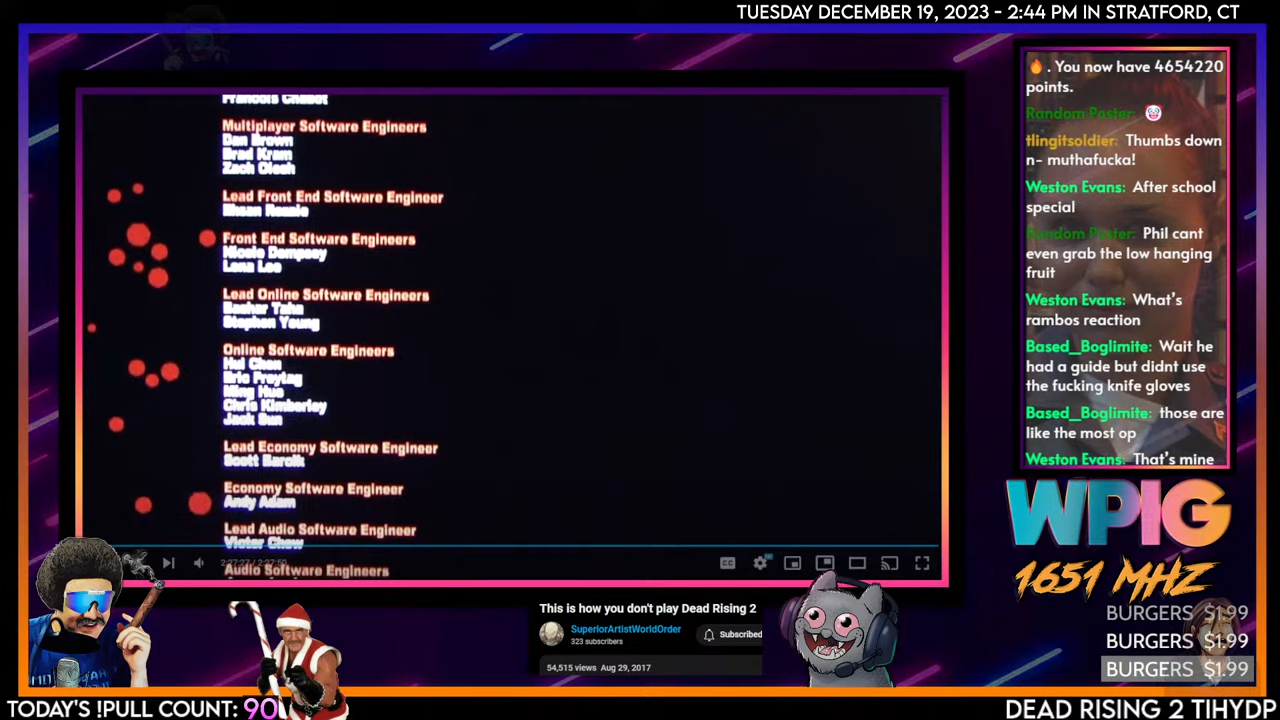 TUESDAY DECEMBER 19, 2023 - 2:44 PM IN STRATFORD, CT
Francois Chabot
Multiplayer Software Engineers
Dan Brown
Brad Kram
Lead Front End Software Engineer
Front End Software Engineers
Nicole Dempsey
Lana Lee
Lead Online Software Engineers
Stephen Young
Online Software Engineers
Hui Chen
Eric Freytag
Chris Kimberley
Jack Sun
Lead Economy Software Engineer
Economy Software Engineer
Andy Adam
Lead Audio Software Engineer
Victor Chow
Audio Software Engineers
This is how you don't play Dead Rising 2
SuperiorArtistWorldOrder
323 subscribers
Subscribed
54,515 views Aug 29, 2017
🔥 . You now have 4654220
points.
Random Poster: 🤡
tlingitsoldier: Thumbs down
n- muthafucka!
Weston Evans: After school
special
Random Poster: Phil cant
even grab the low hanging
fruit
Weston Evans: What's
rambos reaction
Based_Boglimite: Wait he
had a guide but didnt use
the fucking knife gloves
Based_Boglimite: those are
like the most op
Weston Evans: That's mine
WPIG
1651 MHZ
BURGERS $1.99
BURGERS $1.99
BURGERS $1.99
TODAY'S !PULL COUNT: 90
DEAD RISING 2 TIHYDP